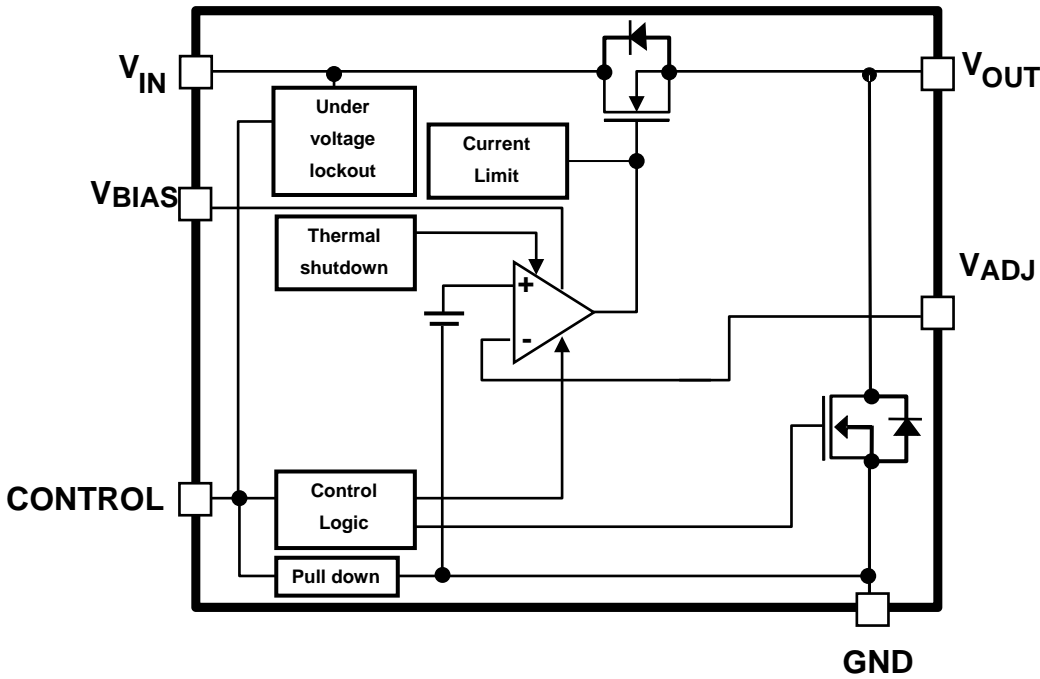 VIN
VOUT
Under
voltage
lockout
Current
Limit
VBIAS
Thermal
shutdown
VADJ
+
-
CONTROL
Control
Logic
Pull down
GND